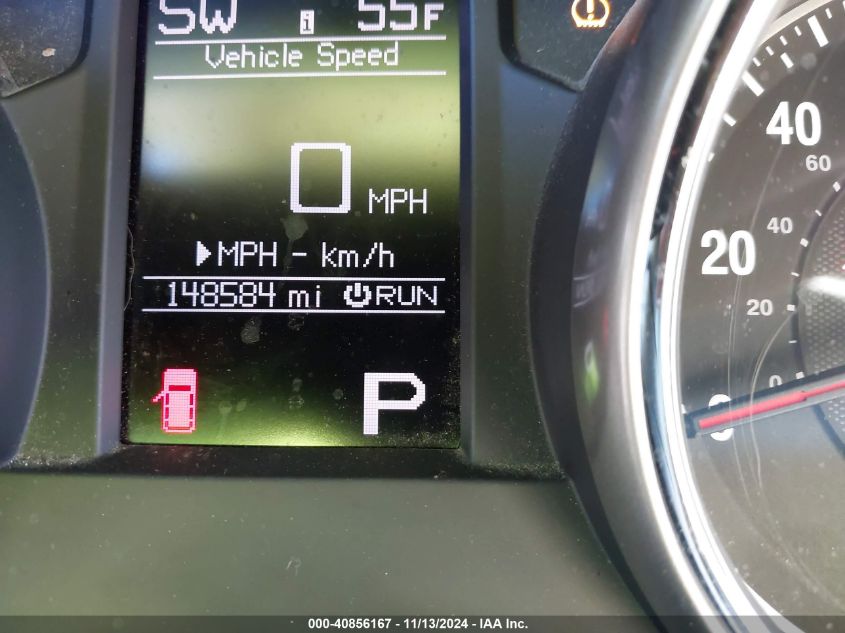 SW i 55F
Vehicle Speed
0 MPH
MPH - km/h
148584 mi RUN
P
40
60
20
40
20
0
0
000-40856167 - 11/13/2024 - IAA Inc.